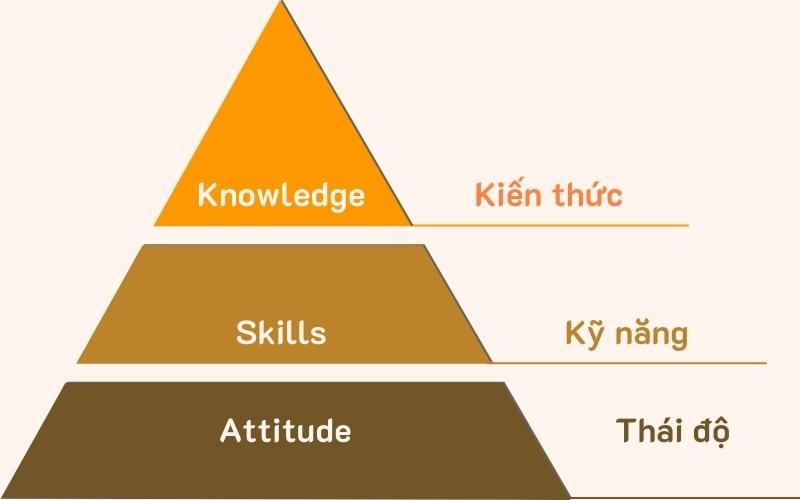 Knowledge
Kiến thức
Skills
Kỹ năng
Attitude
Thái độ